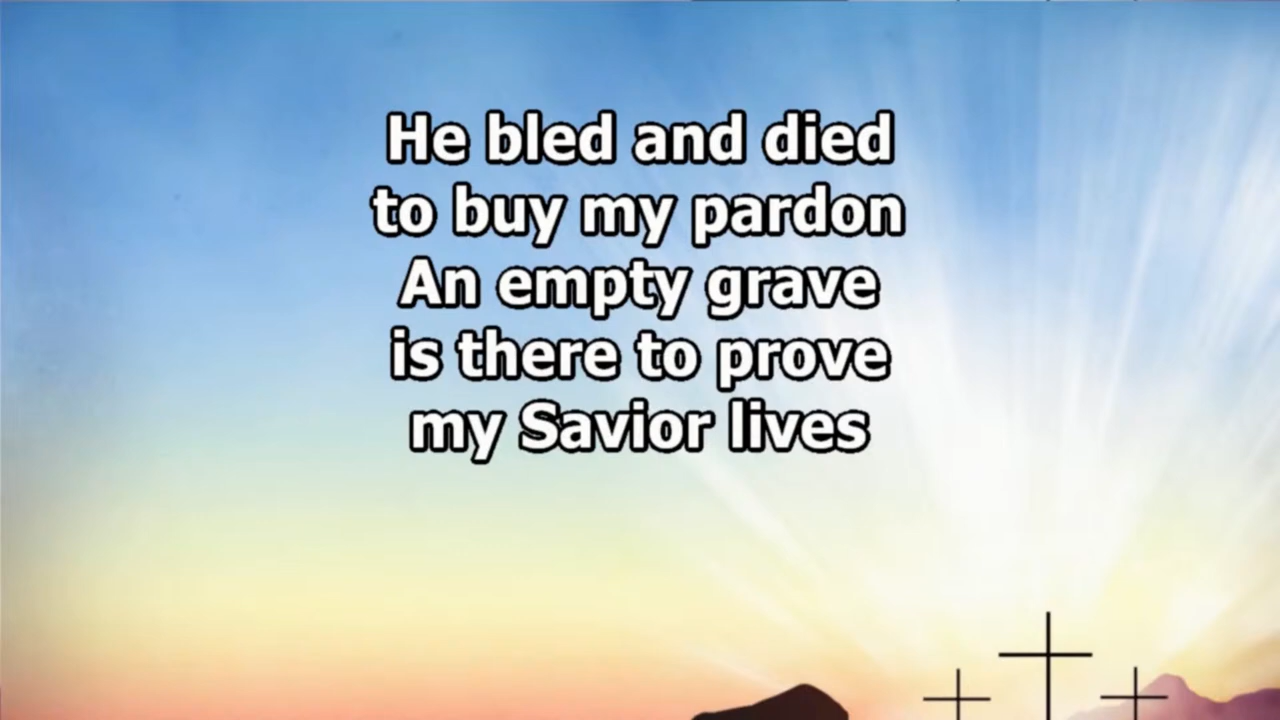 He bled and died
to buy my pardon
An empty grave
is there to prove
my Savior lives